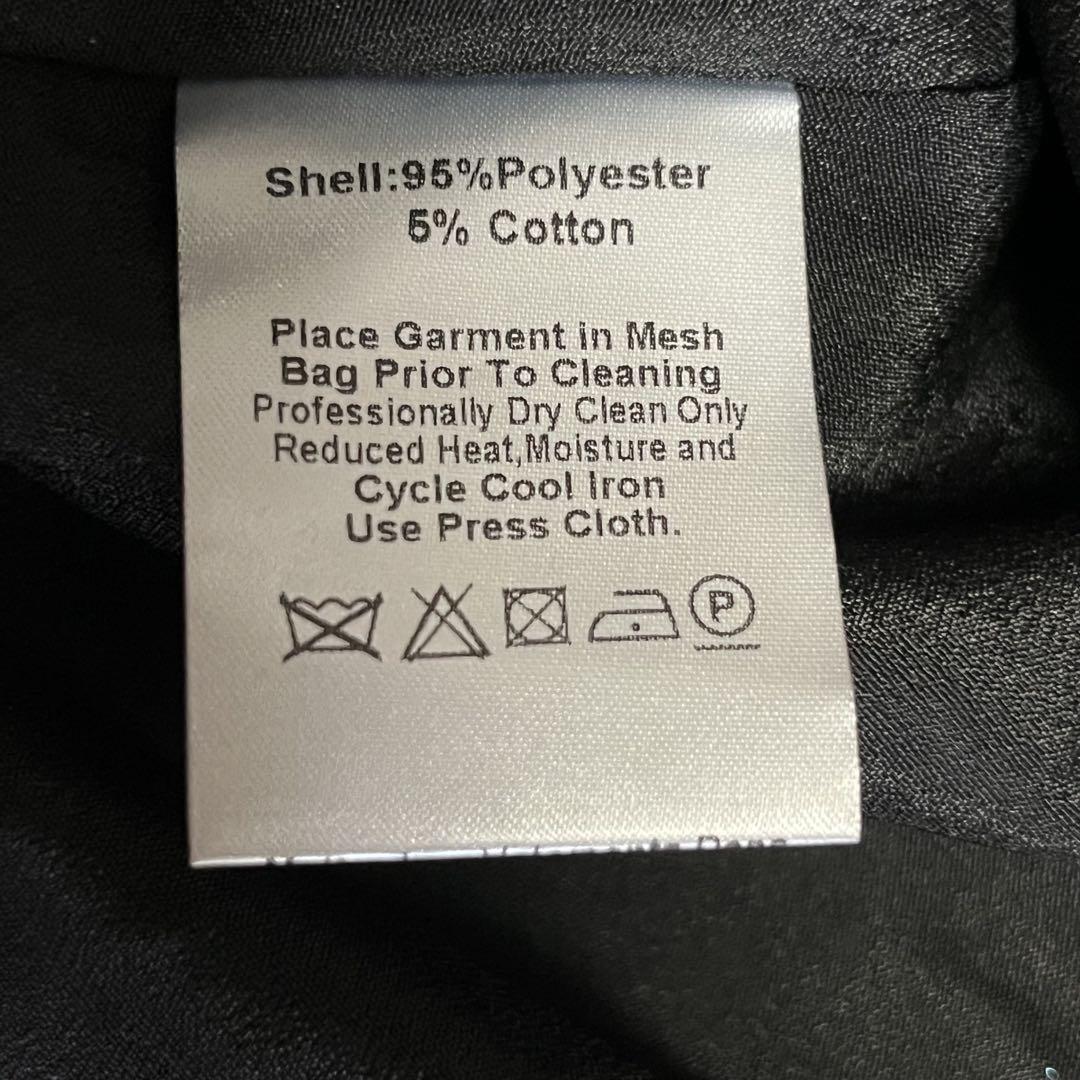 Shell:95%Polyester
5% Cotton
Place Garment in Mesh
Bag Prior To Cleaning
Professionally Dry Clean Only
Reduced Heat,Moisture and
Cycle Cool Iron
Use Press Cloth.
P